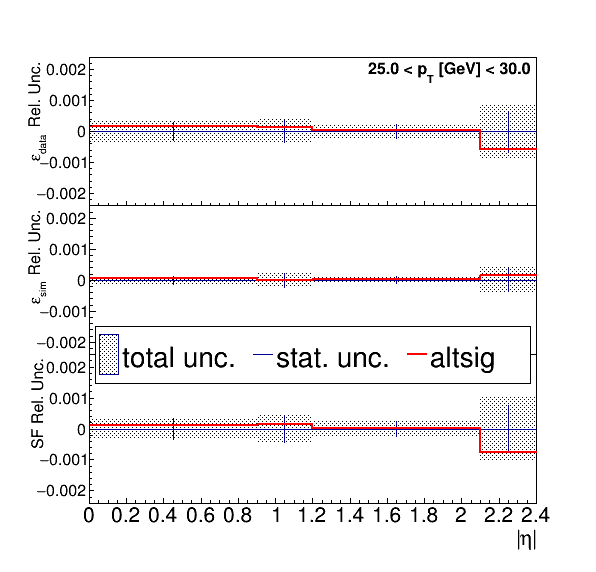 25.0 < p_T [GeV] < 30.0
ε_data Rel. Unc.
0.002
0.001
0
−0.001
−0.002
ε_sim Rel. Unc.
0.002
0.001
0
−0.001
−0.002
total unc. stat. unc. altsig
SF Rel. Unc.
0.002
0.001
0
−0.001
−0.002
0 0.2 0.4 0.6 0.8 1 1.2 1.4 1.6 1.8 2 2.2 2.4
|η|